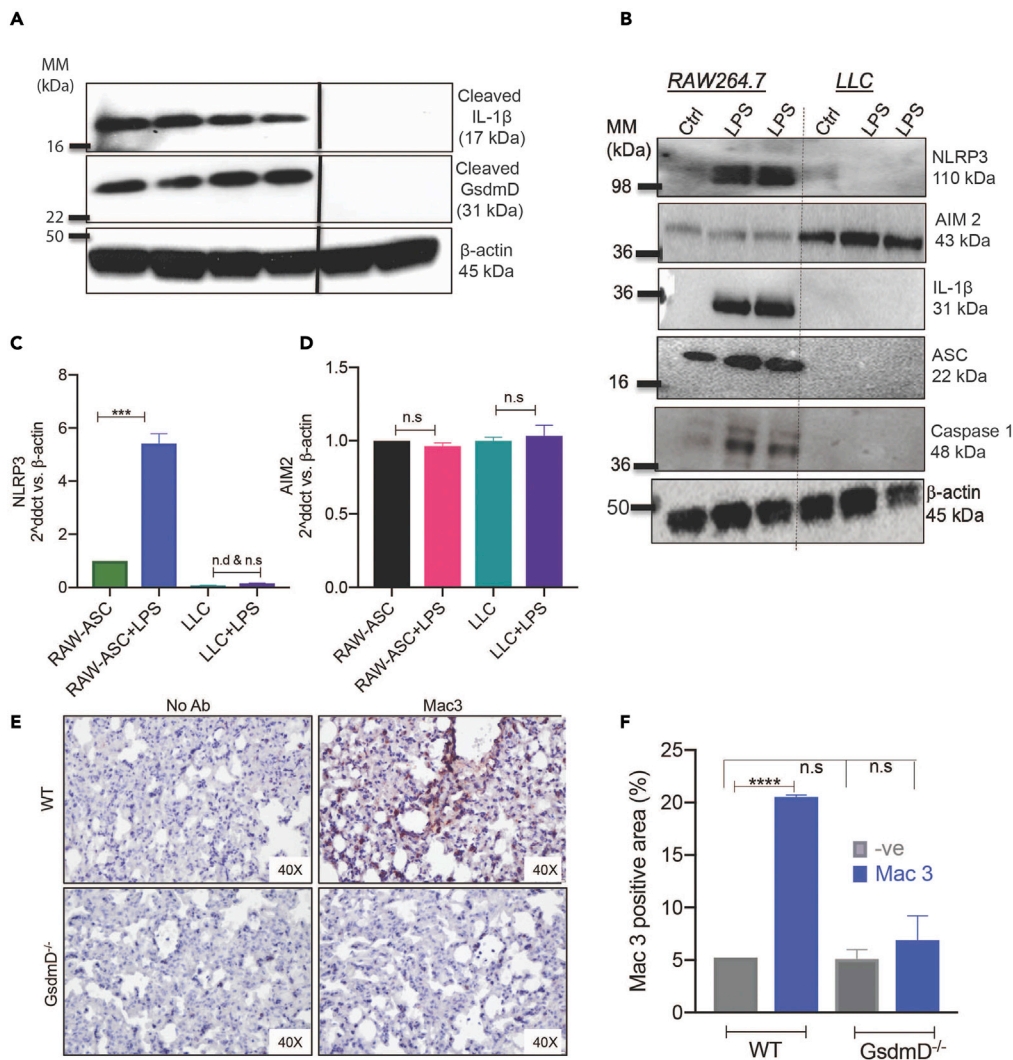 A
MM
(kDa)
16
22
50
Cleaved
IL-1β
(17 kDa)
Cleaved
GsdmD
(31 kDa)
β-actin
45 kDa
B
RAW264.7 LLC
Ctrl LPS LPS Ctrl LPS LPS
MM
(kDa)
98
36
36
16
36
50
NLRP3
110 kDa
AIM 2
43 kDa
IL-1β
31 kDa
ASC
22 kDa
Caspase 1
48 kDa
β-actin
45 kDa
C
NLRP3
2^ddct vs. β-actin
8
6
4
2
0
***
n.d & n.s
RAW-ASC
RAW-ASC+LPS
LLC
LLC+LPS
D
AIM2
2^ddct vs. β-actin
1.5
1.0
0.5
0.0
n.s
n.s
RAW-ASC
RAW-ASC+LPS
LLC
LLC+LPS
E
No Ab Mac3
WT
40X 40X
GsdmD-/-
40X 40X
F
Mac 3 positive area (%)
25
20
15
10
5
0
n.s n.s
****
-ve
Mac 3
WT GsdmD-/-